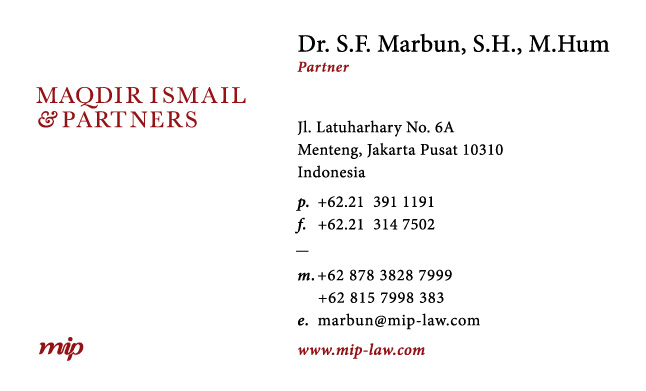 MAQDIR ISMAIL
& PARTNERS
mip
Dr. S.F. Marbun, S.H., M.Hum
Partner
Jl. Latuharhary No. 6A
Menteng, Jakarta Pusat 10310
Indonesia
p. +62.21 391 1191
f. +62.21 314 7502
—
m. +62 878 3828 7999
+62 815 7998 383
e. marbun@mip-law.com
www.mip-law.com